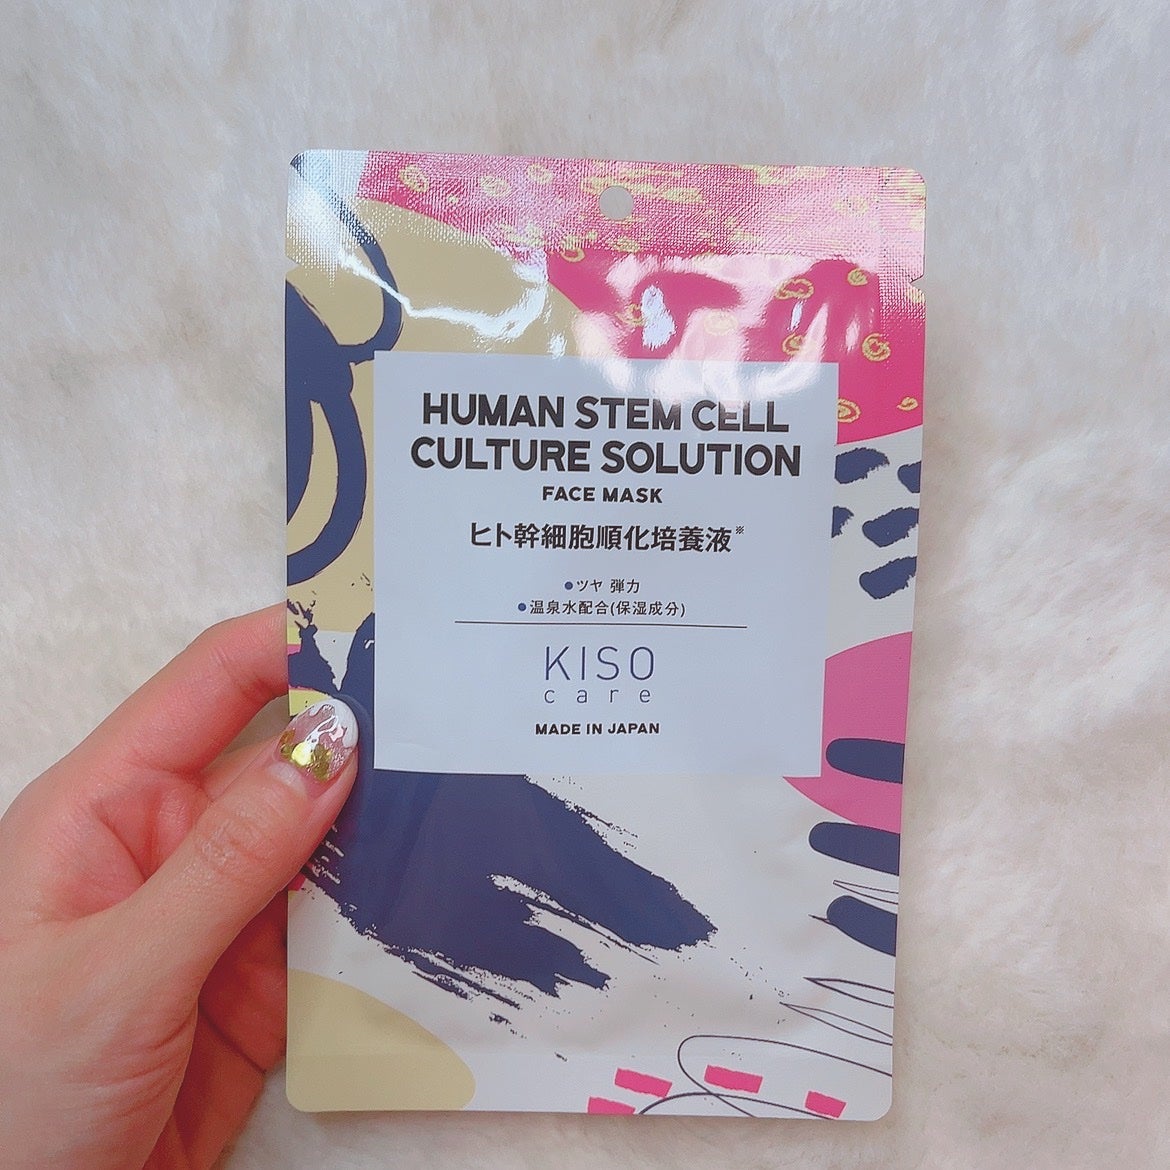 HUMAN STEM CELL
CULTURE SOLUTION
FACE MASK
ヒト幹細胞順化培養液※
●ツヤ 弾力
●温泉水配合(保湿成分)
KISO
care
MADE IN JAPAN